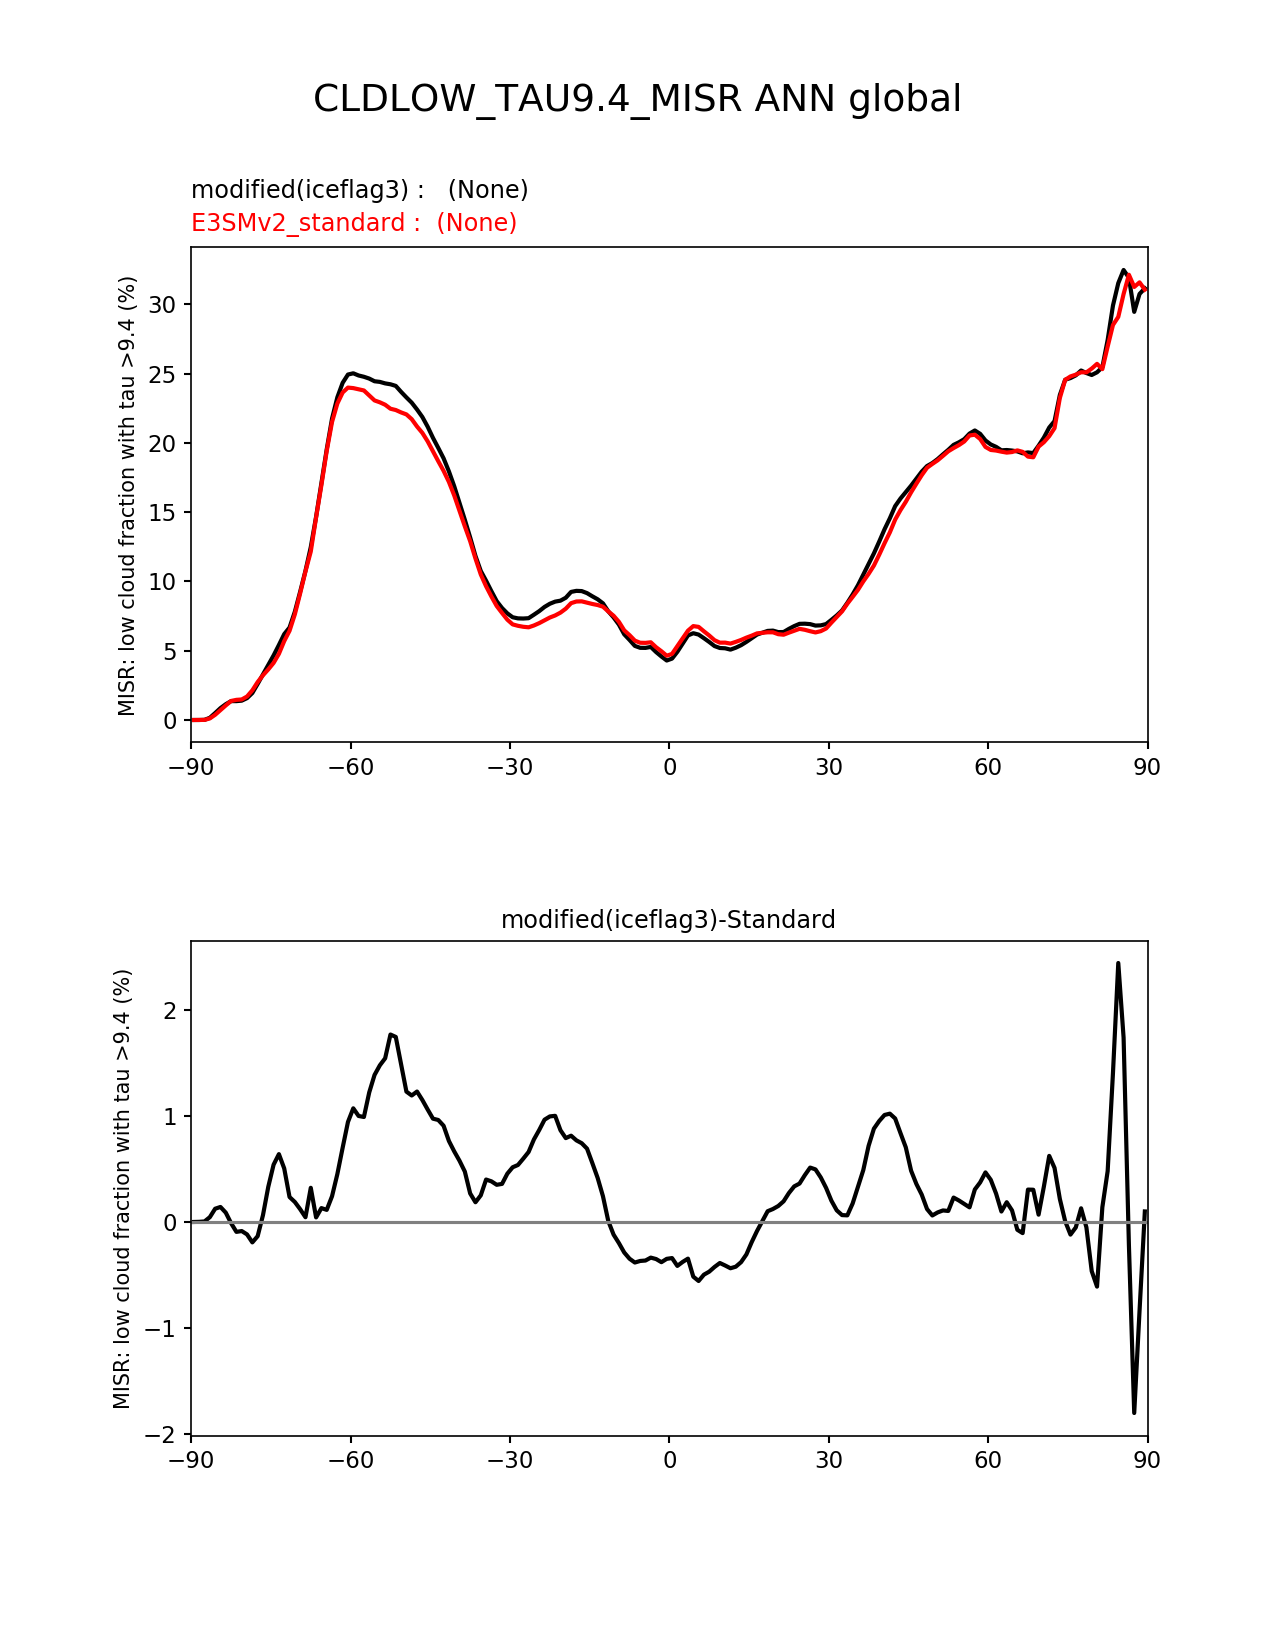 CLDLOW_TAU9.4_MISR ANN global
modified(iceflag3) :   (None)
E3SMv2_standard :  (None)
MISR: low cloud fraction with tau >9.4 (%)
30
25
20
15
10
5
0
−90 −60 −30 0 30 60 90
modified(iceflag3)-Standard
MISR: low cloud fraction with tau >9.4 (%)
2
1
0
−1
−2
−90 −60 −30 0 30 60 90